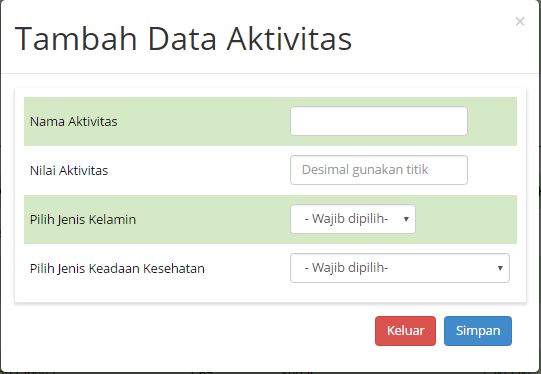 Tambah Data Aktivitas
×
Nama Aktivitas
Nilai Aktivitas
Desimal gunakan titik
Pilih Jenis Kelamin
- Wajib dipilih-
Pilih Jenis Keadaan Kesehatan
- Wajib dipilih-
Keluar
Simpan